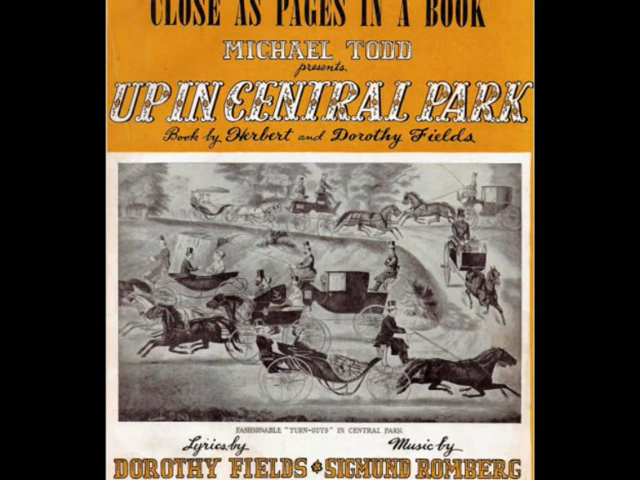 CLOSE AS PAGES IN A BOOK
MICHAEL TODD
presents
UP IN CENTRAL PARK
Book by Herbert and Dorothy Fields
FASHIONABLE "TURN-OUTS" IN CENTRAL PARK
Lyrics by Music by
DOROTHY FIELDS SIGMUND ROMBERG